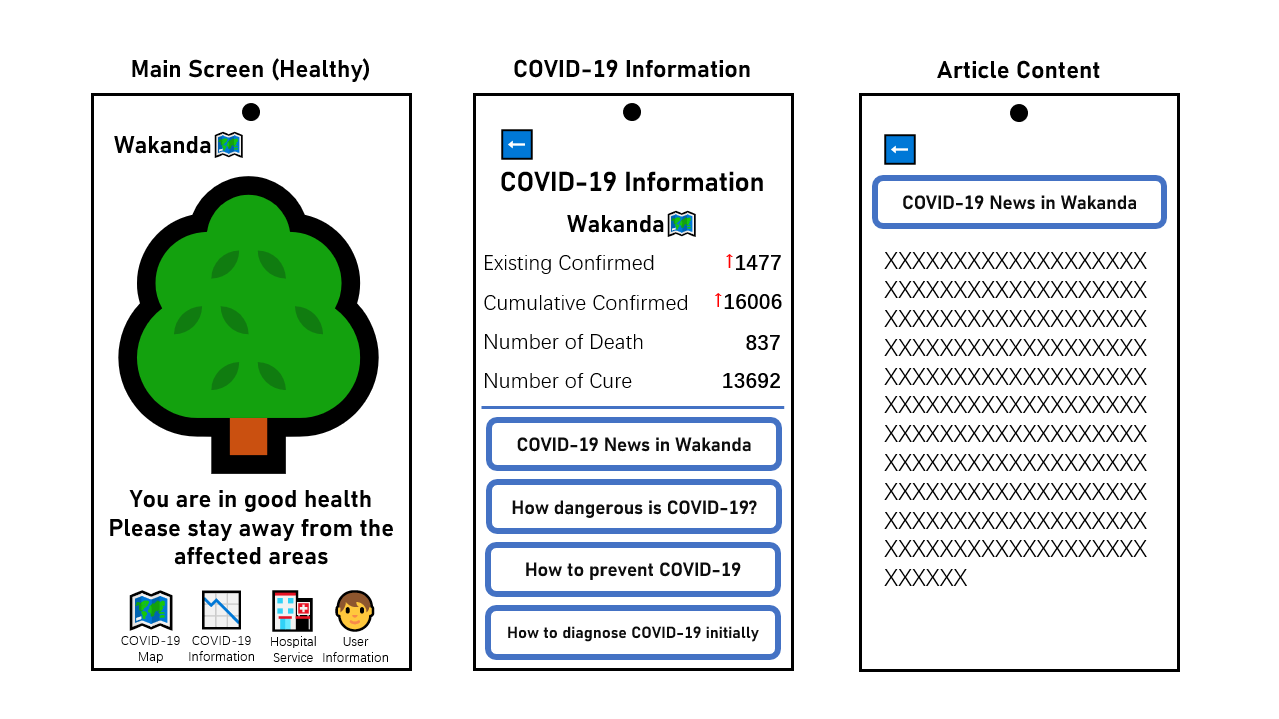 Main Screen (Healthy)
Wakanda
You are in good health
Please stay away from the
affected areas
COVID-19
Map
COVID-19
Information
Hospital
Service
User
Information
COVID-19 Information
←
COVID-19 Information
Wakanda
Existing Confirmed ↑1477
Cumulative Confirmed ↑16006
Number of Death 837
Number of Cure 13692
COVID-19 News in Wakanda
How dangerous is COVID-19?
How to prevent COVID-19
How to diagnose COVID-19 initially
Article Content
←
COVID-19 News in Wakanda
XXXXXXXXXXXXXXXXXXX
XXXXXXXXXXXXXXXXXXX
XXXXXXXXXXXXXXXXXXX
XXXXXXXXXXXXXXXXXXX
XXXXXXXXXXXXXXXXXXX
XXXXXXXXXXXXXXXXXXX
XXXXXXXXXXXXXXXXXXX
XXXXXXXXXXXXXXXXXXX
XXXXXXXXXXXXXXXXXXX
XXXXXXXXXXXXXXXXXXX
XXXXXXXXXXXXXXXXXXX
XXXXXX